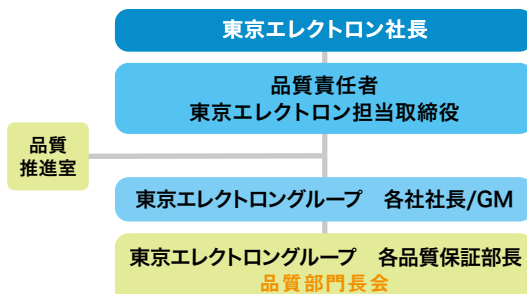 東京エレクトロン社長
品質責任者
東京エレクトロン担当取締役
品質
推進室
東京エレクトロングループ　各社社長/GM
東京エレクトロングループ　各品質保証部長
品質部門長会